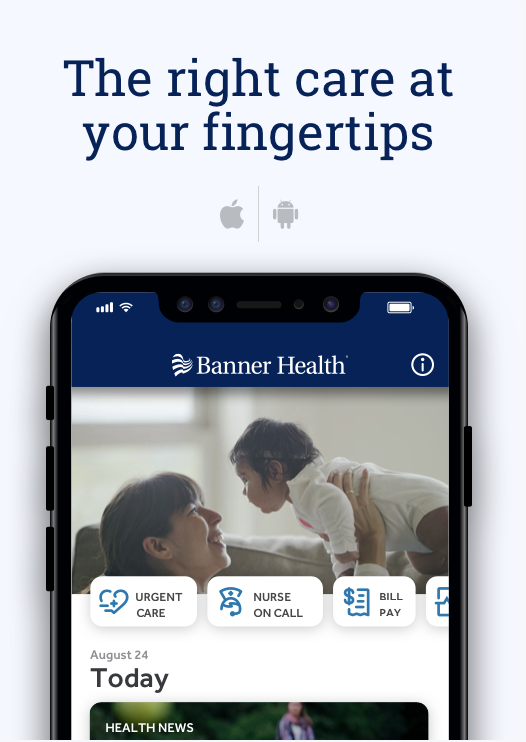 The right care at
your fingertips
Banner Health
URGENT
CARE
NURSE
ON CALL
BILL
PAY
August 24
Today
HEALTH NEWS